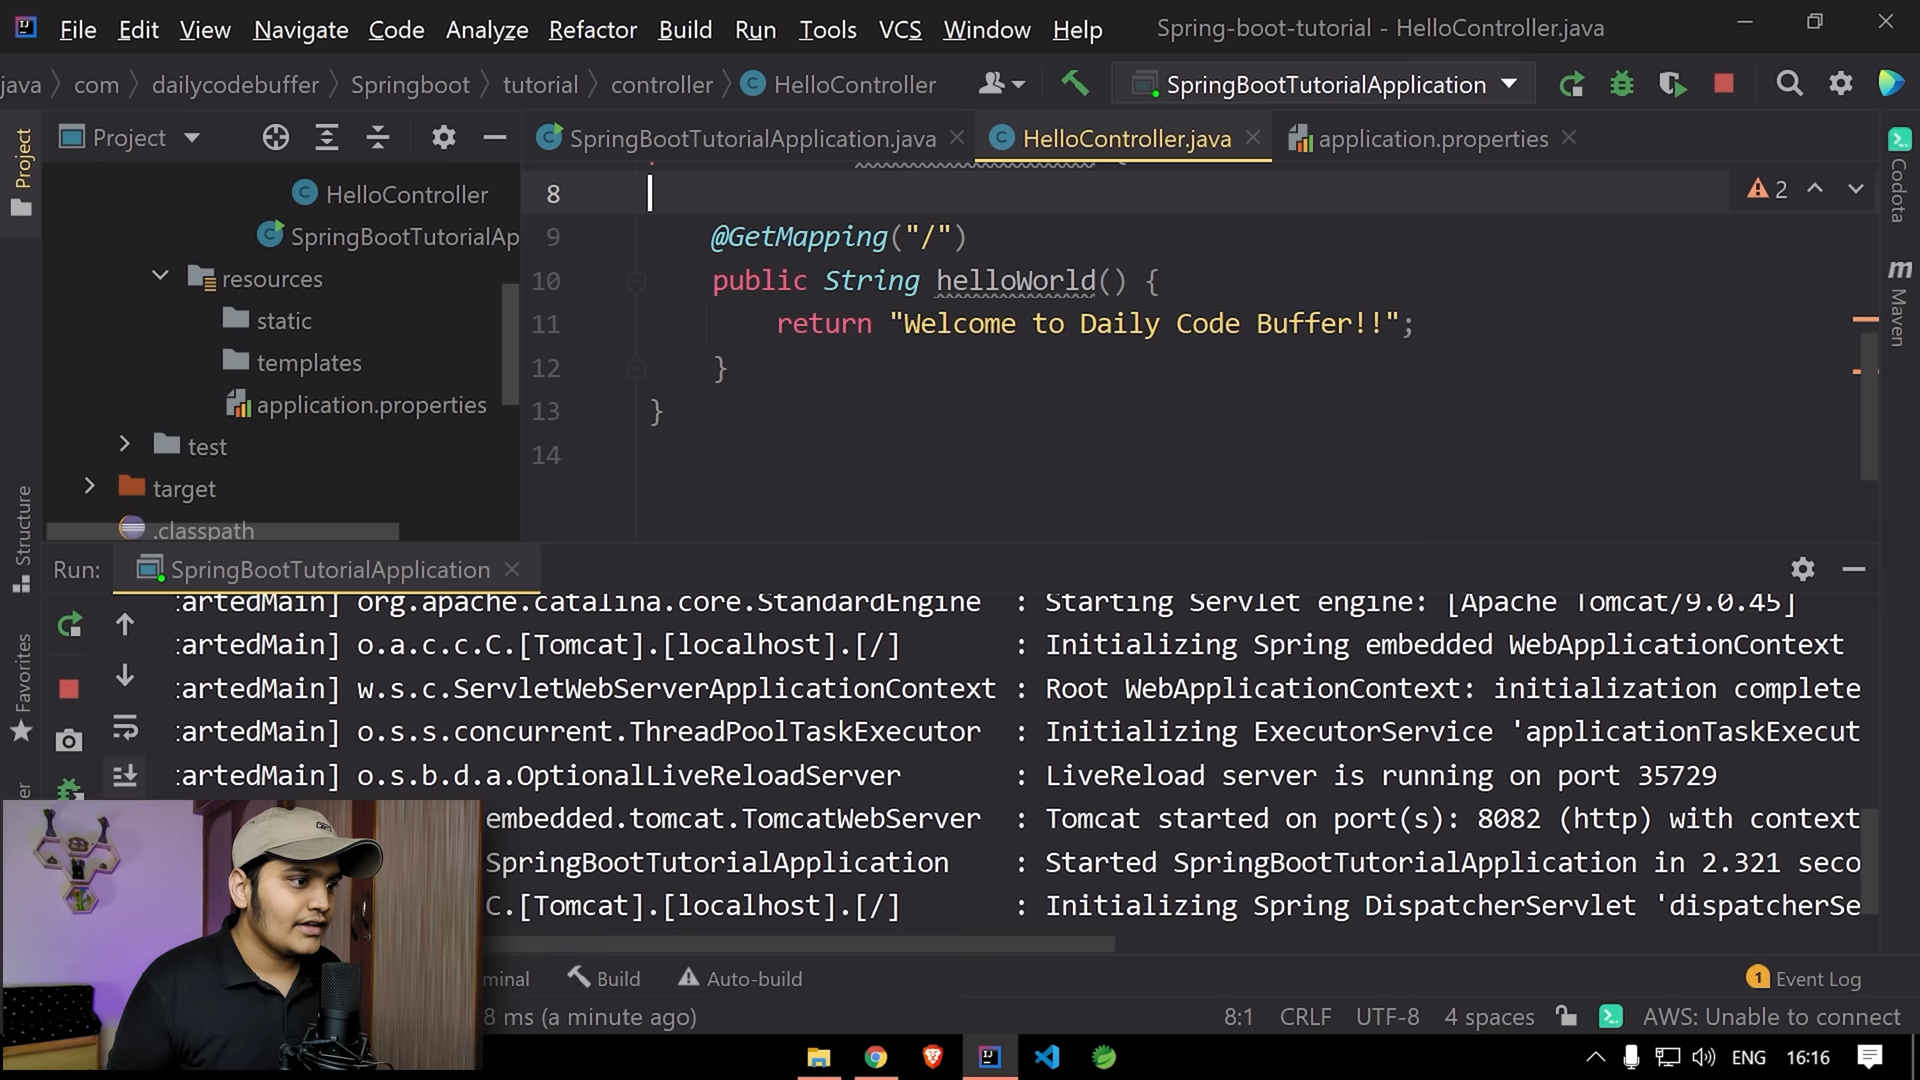 File Edit View Navigate Code Analyze Refactor Build Run Tools VCS Window Help Spring-boot-tutorial - HelloController.java
java com dailycodebuffer Springboot tutorial controller HelloController SpringBootTutorialApplication
Project
SpringBootTutorialApplication.java HelloController.java application.properties
Project
Codota
Maven
Structure
Favorites
HelloController
SpringBootTutorialAp
resources
static
templates
application.properties
test
target
.classpath
2
8
9 @GetMapping("/")
10 public String helloWorld() {
11 return "Welcome to Daily Code Buffer!!";
12 }
13 }
14
Run: SpringBootTutorialApplication
artedMain] org.apache.catalina.core.StandardEngine : Starting Servlet engine: [Apache Tomcat/9.0.45]
artedMain] o.a.c.c.C.[Tomcat].[localhost].[/] : Initializing Spring embedded WebApplicationContext
artedMain] w.s.c.ServletWebServerApplicationContext : Root WebApplicationContext: initialization complete
artedMain] o.s.s.concurrent.ThreadPoolTaskExecutor : Initializing ExecutorService 'applicationTaskExecut
artedMain] o.s.b.d.a.OptionalLiveReloadServer : LiveReload server is running on port 35729
embedded.tomcat.TomcatWebServer : Tomcat started on port(s): 8082 (http) with context
SpringBootTutorialApplication : Started SpringBootTutorialApplication in 2.321 seco
C.[Tomcat].[localhost].[/] : Initializing Spring DispatcherServlet 'dispatcherSe
minal Build Auto-build 1 Event Log
8 ms (a minute ago) 8:1 CRLF UTF-8 4 spaces AWS: Unable to connect
ENG 16:16